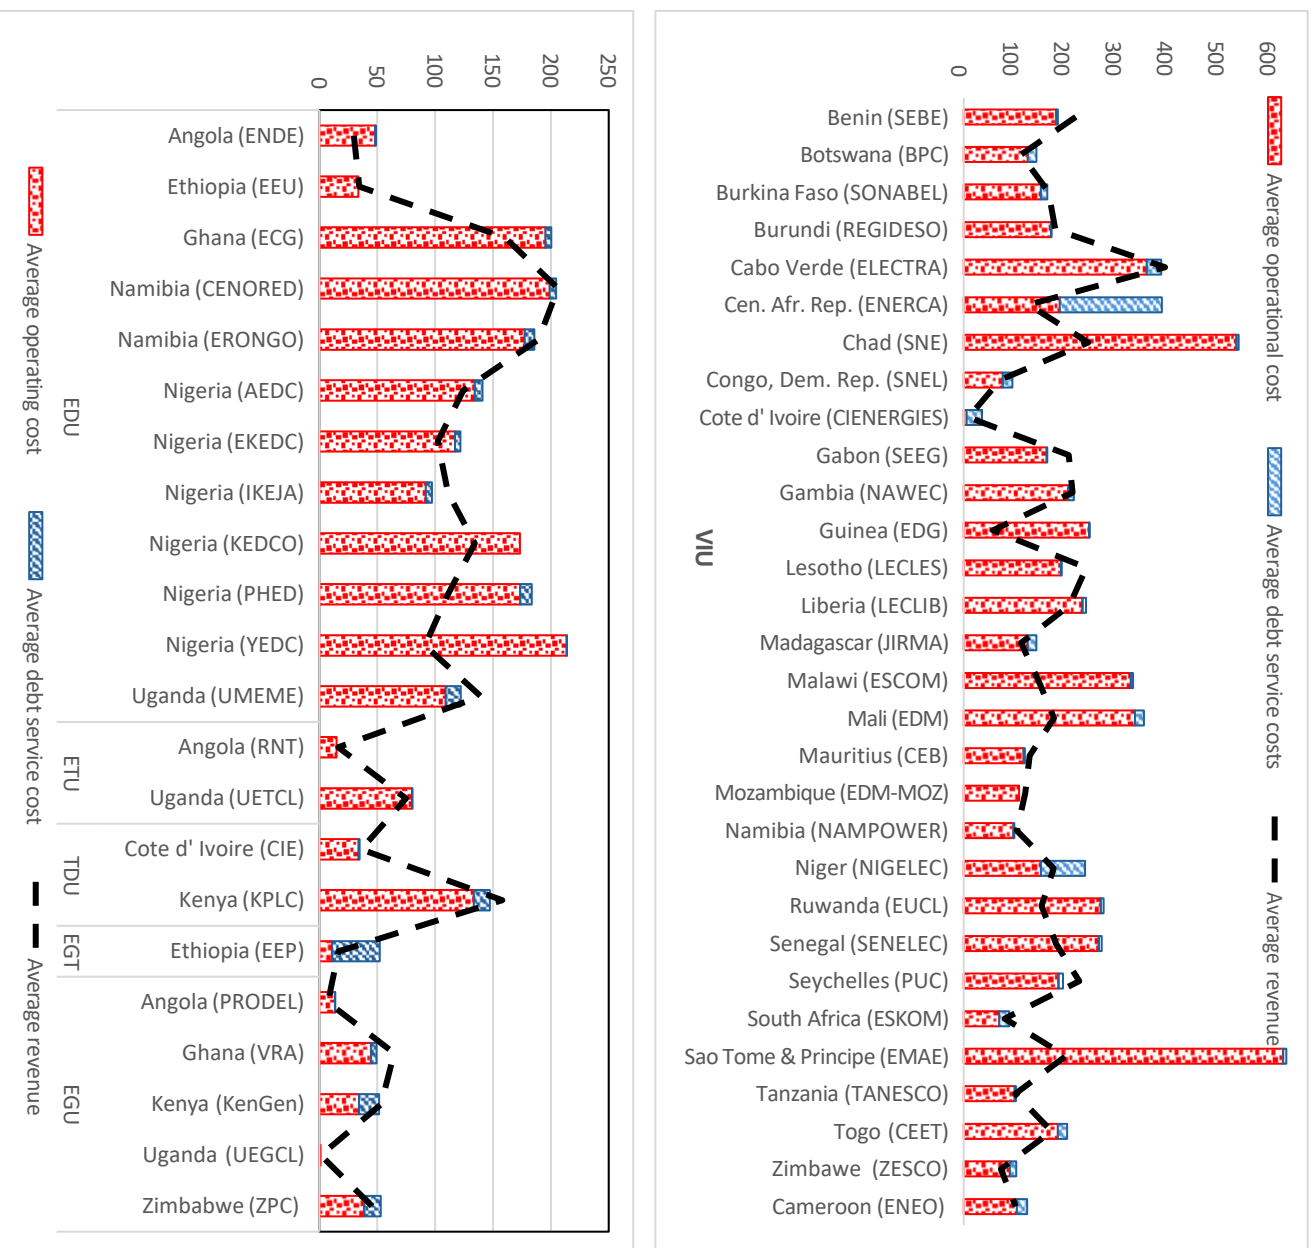 0
50
100
150
200
250
Angola (ENDE)
Ethiopia (EEU)
Ghana (ECG)
Namibia (CENORED)
Namibia (ERONGO)
Nigeria (AEDC)
Nigeria (EKEDC)
Nigeria (IKEJA)
Nigeria (KEDCO)
Nigeria (PHED)
Nigeria (YEDC)
Uganda (UMEME)
Angola (RNT)
Uganda (UETCL)
Cote d' Ivoire (CIE)
Kenya (KPLC)
Ethiopia (EEP)
Angola (PRODEL)
Ghana (VRA)
Kenya (KenGen)
Uganda (UEGCL)
Zimbabwe (ZPC)
EDU
ETU
TDU
EGT
EGU
Average operating cost
Average debt service cost
Average revenue
0
100
200
300
400
500
600
Benin (SEBE)
Botswana (BPC)
Burkina Faso (SONABEL)
Burundi (REGIDESO)
Cabo Verde (ELECTRA)
Cen. Afr. Rep. (ENERCA)
Chad (SNE)
Congo, Dem. Rep. (SNEL)
Cote d' Ivoire (CIENERGIES)
Gabon (SEEG)
Gambia (NAWEC)
Guinea (EDG)
Lesotho (LECLES)
Liberia (LECLIB)
Madagascar (JIRMA)
Malawi (ESCOM)
Mali (EDM)
Mauritius (CEB)
Mozambique (EDM-MOZ)
Namibia (NAMPOWER)
Niger (NIGELEC)
Ruwanda (EUCL)
Senegal (SENELEC)
Seychelles (PUC)
South Africa (ESKOM)
Sao Tome & Principe (EMAE)
Tanzania (TANESCO)
Togo (CEET)
Zimbawe (ZESCO)
Cameroon (ENEO)
VIU
Average operational cost
Average debt service costs
Average revenue